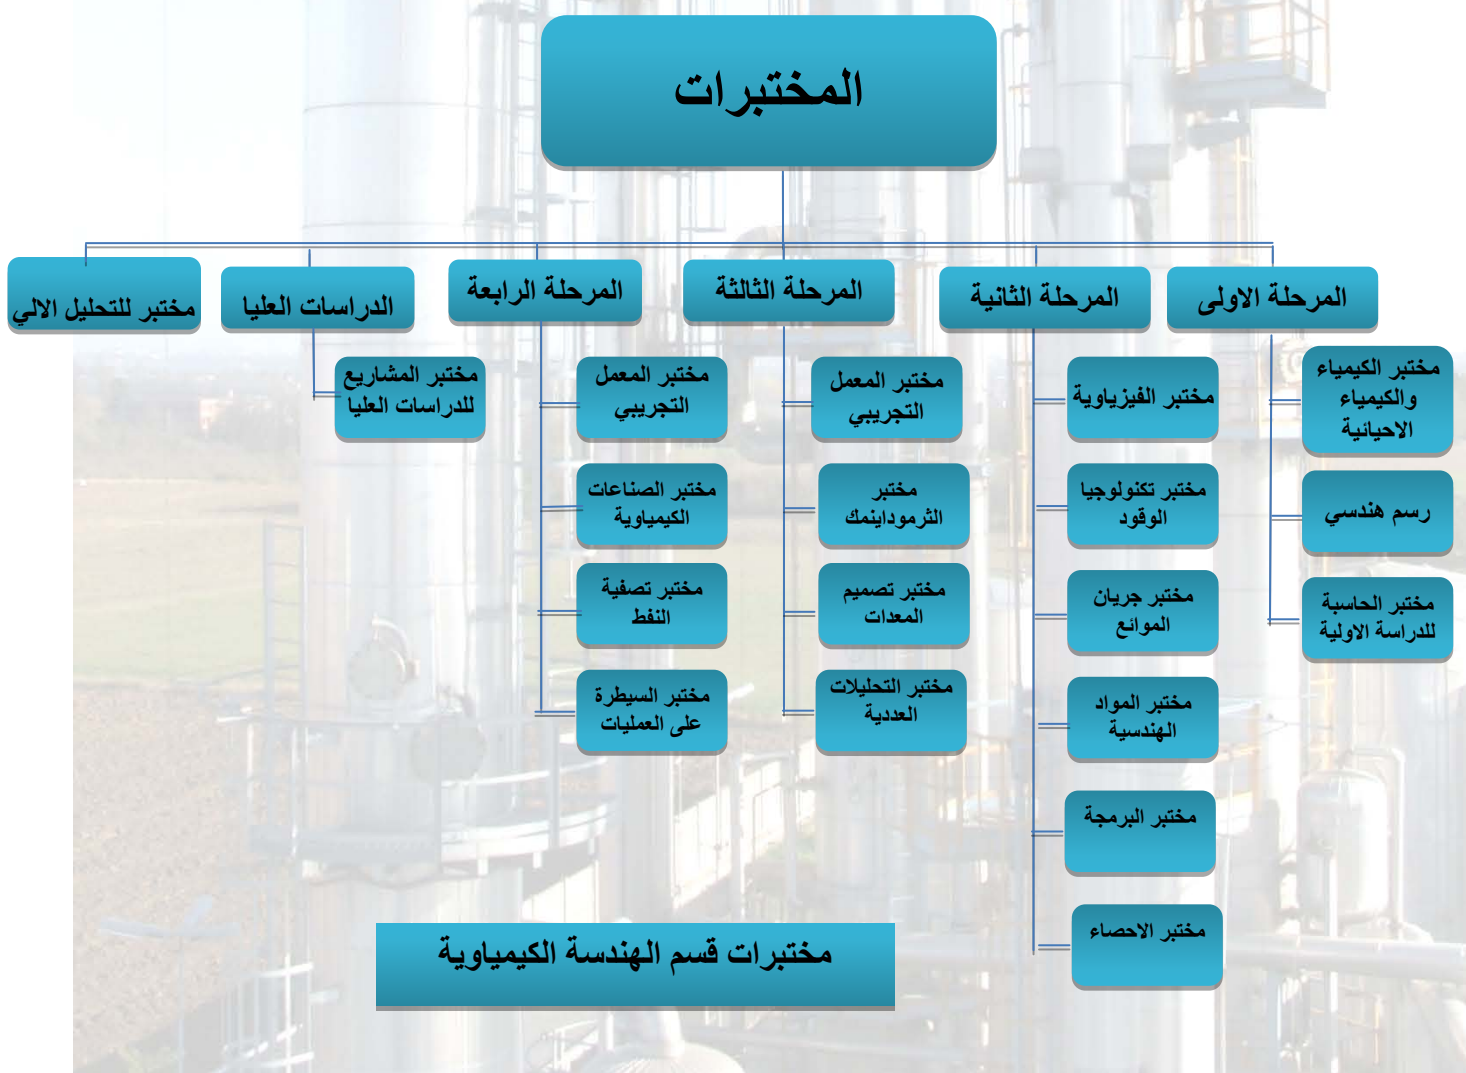 المختبرات
المرحلة الاولى
مختبر الكيمياء
والكيمياء
الاحيائية
رسم هندسي
مختبر الحاسبة
للدراسة الاولية
المرحلة الثانية
مختبر الفيزياوية
مختبر تكنولوجيا
الوقود
مختبر جريان
الموائع
مختبر المواد
الهندسية
مختبر البرمجة
مختبر الاحصاء
المرحلة الثالثة
مختبر المعمل
التجريبي
مختبر
الثرموداينمك
مختبر تصميم
المعدات
مختبر التحليلات
العددية
المرحلة الرابعة
مختبر المعمل
التجريبي
مختبر الصناعات
الكيمياوية
مختبر تصفية
النفط
مختبر السيطرة
على العمليات
الدراسات العليا
مختبر المشاريع
للدراسات العليا
مختبر للتحليل الالي
مختبرات قسم الهندسة الكيمياوية